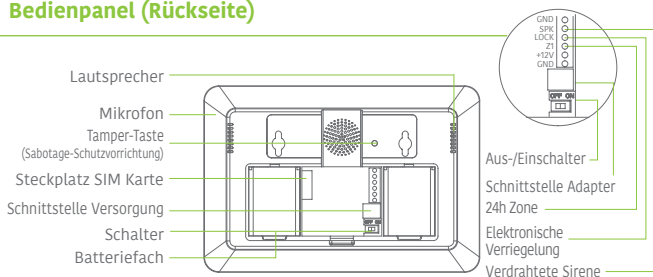 Bedienpanel (Rückseite)
Lautsprecher
Mikrofon
Tamper-Taste
(Sabotage-Schutzvorrichtung)
Steckplatz SIM Karte
Schnittstelle Versorgung
Schalter
Batteriefach
OFF ON
GND
SPK
LOCK
Z1
+12V
GND
OFF ON
Aus-/Einschalter
Schnittstelle Adapter
24h Zone
Elektronische
Verriegelung
Verdrahtete Sirene